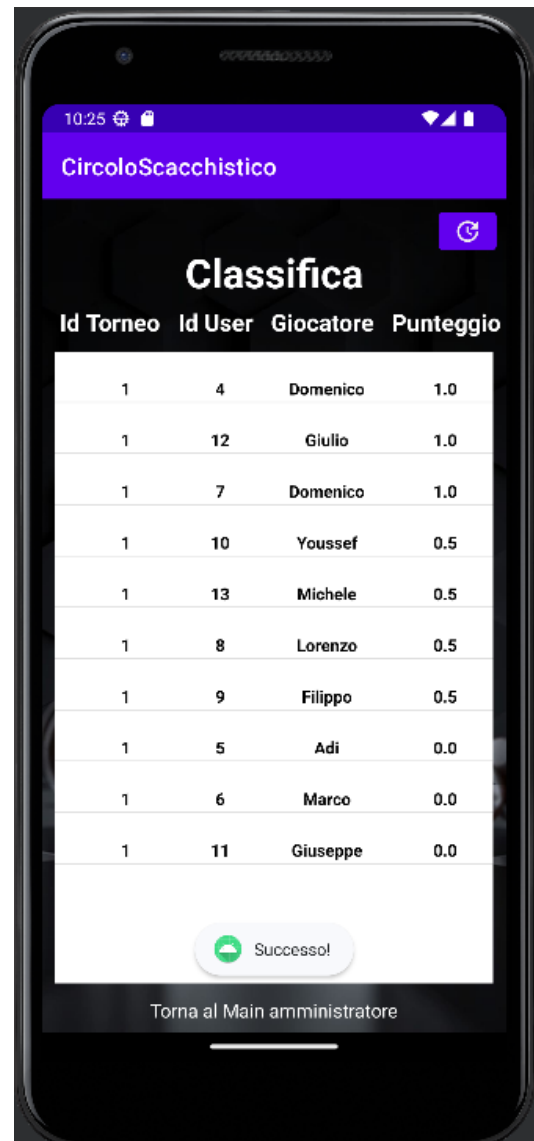 10:25
CircoloScacchistico
Classifica
Id Torneo Id User Giocatore Punteggio
1 4 Domenico 1.0
1 12 Giulio 1.0
1 7 Domenico 1.0
1 10 Youssef 0.5
1 13 Michele 0.5
1 8 Lorenzo 0.5
1 9 Filippo 0.5
1 5 Adi 0.0
1 6 Marco 0.0
1 11 Giuseppe 0.0
Successo!
Torna al Main amministratore